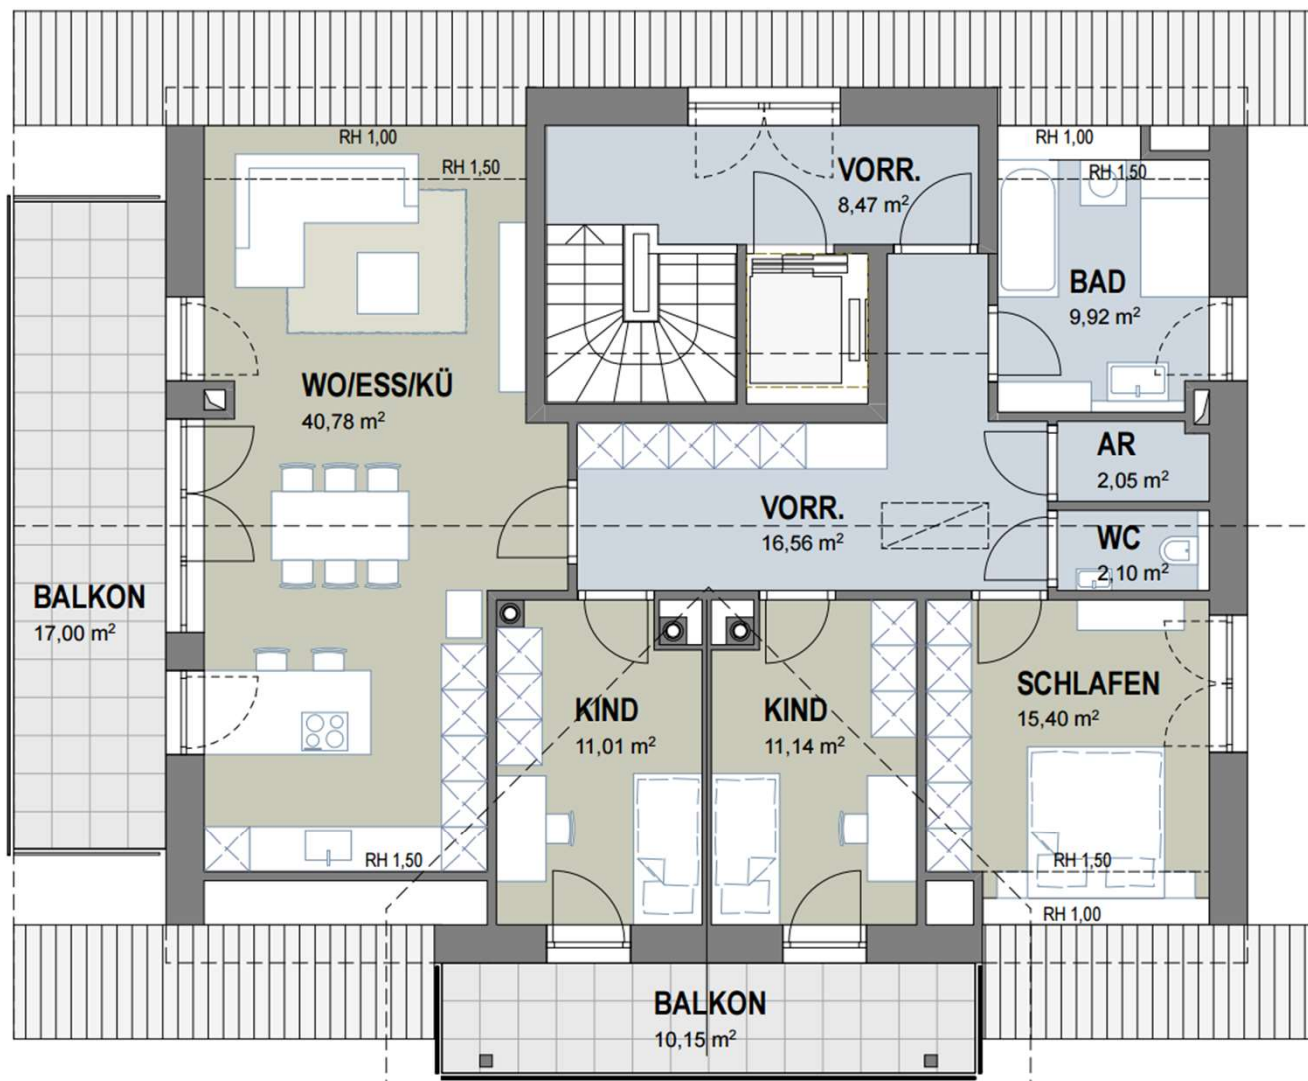 RH 1,00
RH 1,50
VORR.
8,47 m²
RH 1,00
RH 1,50
BAD
9,92 m²
WO/ESS/KÜ
40,78 m²
AR
2,05 m²
VORR.
16,56 m²
WC
2,10 m²
BALKON
17,00 m²
KIND
11,01 m²
KIND
11,14 m²
SCHLAFEN
15,40 m²
RH 1,50
RH 1,50
RH 1,00
BALKON
10,15 m²